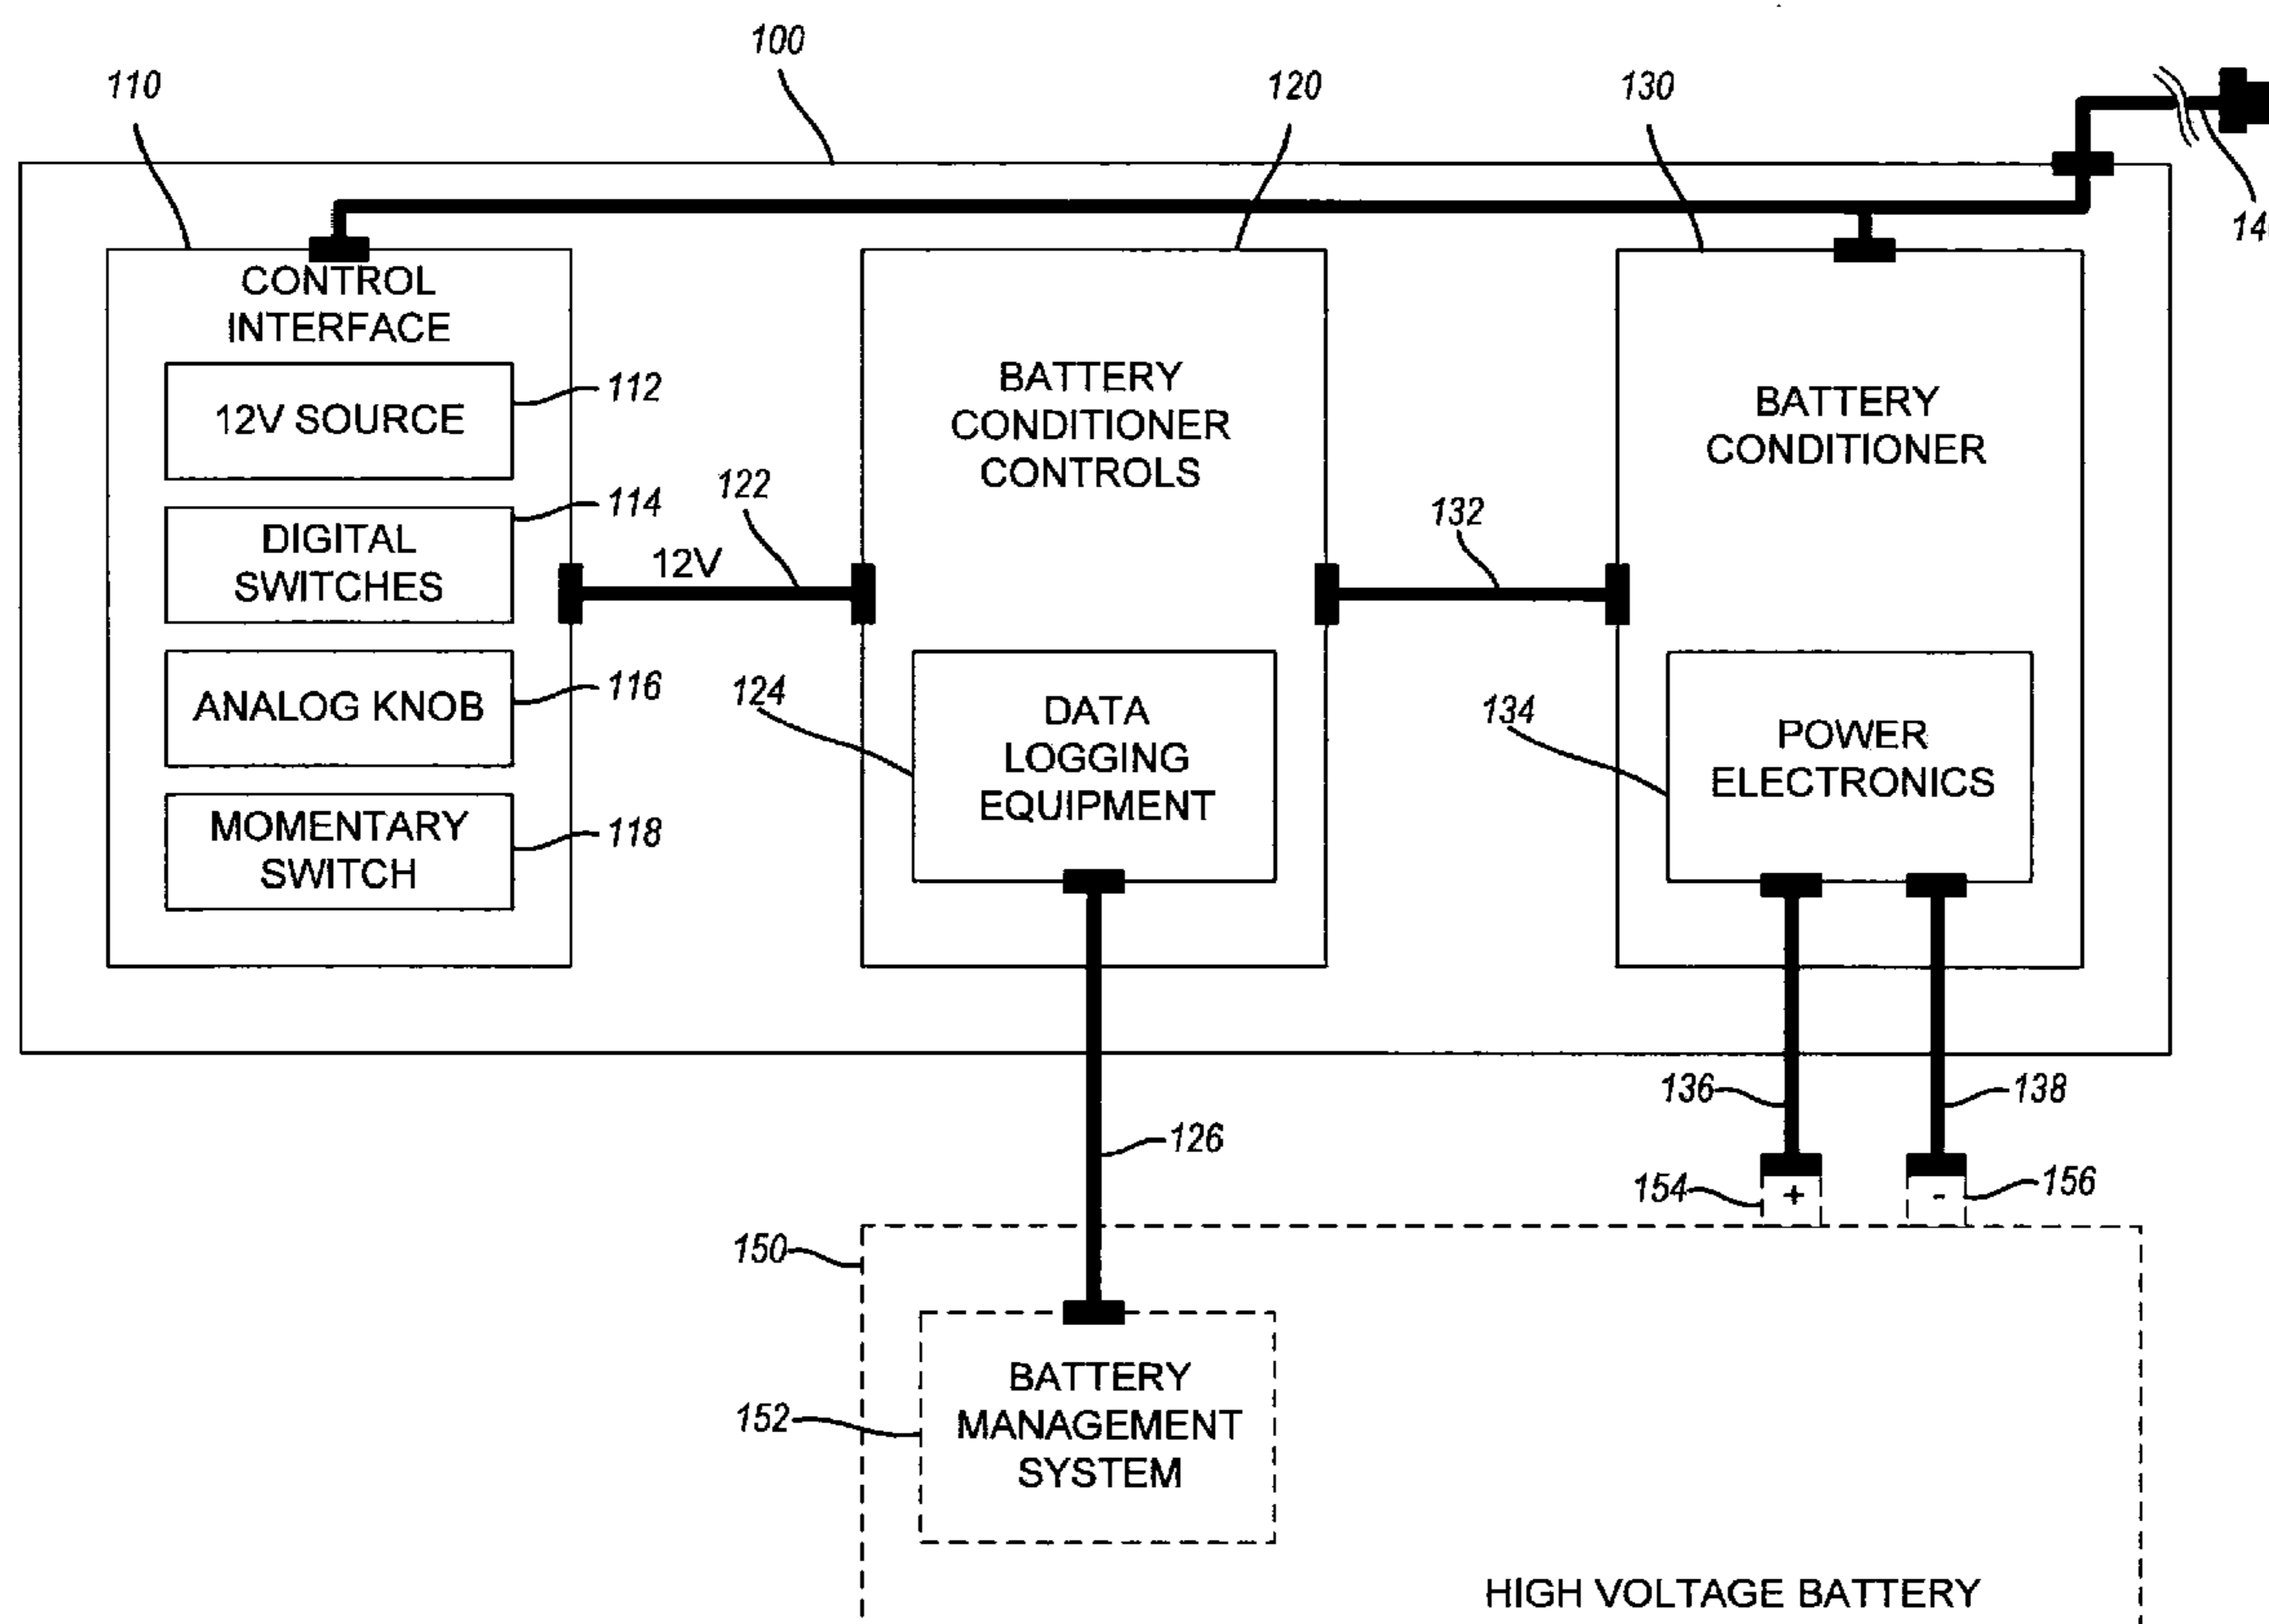 100
110
120
130
CONTROL
INTERFACE
12V SOURCE
112
DIGITAL
SWITCHES
114
ANALOG KNOB
116
MOMENTARY
SWITCH
118
12V
122
BATTERY
CONDITIONER
CONTROLS
124
DATA
LOGGING
EQUIPMENT
132
BATTERY
CONDITIONER
134
POWER
ELECTRONICS
136
138
126
154
+
-
156
150
152
BATTERY
MANAGEMENT
SYSTEM
HIGH VOLTAGE BATTERY